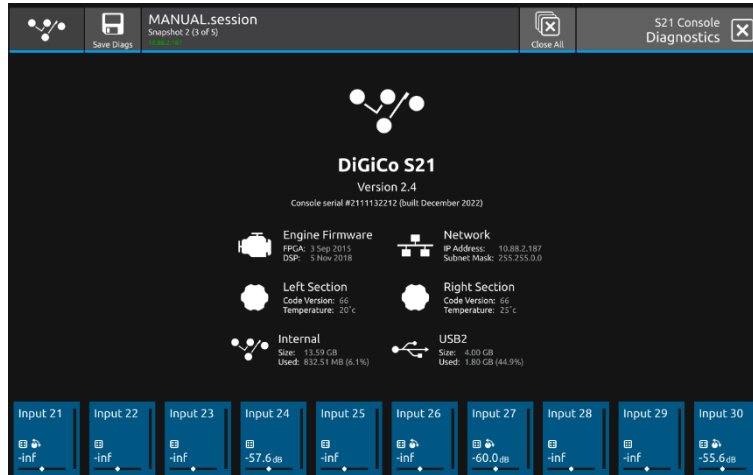 Save Diags
MANUAL.session
Snapshot 2 (3 of 5)
10.88.2.187
Close All
S21 Console
Diagnostics
DiGiCo S21
Version 2.4
Console serial #2111132212 (built December 2022)
Engine Firmware
FPGA: 3 Sep 2015
DSP: 5 Nov 2018
Network
IP Address: 10.88.2.187
Subnet Mask: 255.255.0.0
Left Section
Code Version: 66
Temperature: 20˚c
Right Section
Code Version: 66
Temperature: 25˚c
Internal
Size: 13.59 GB
Used: 832.51 MB (6.1%)
USB2
Size: 4.00 GB
Used: 1.80 GB (44.9%)
Input 21
-inf
Input 22
-inf
Input 23
-inf
Input 24
-57.6dB
Input 25
-inf
Input 26
-inf
Input 27
-60.0dB
Input 28
-inf
Input 29
-inf
Input 30
-55.6dB